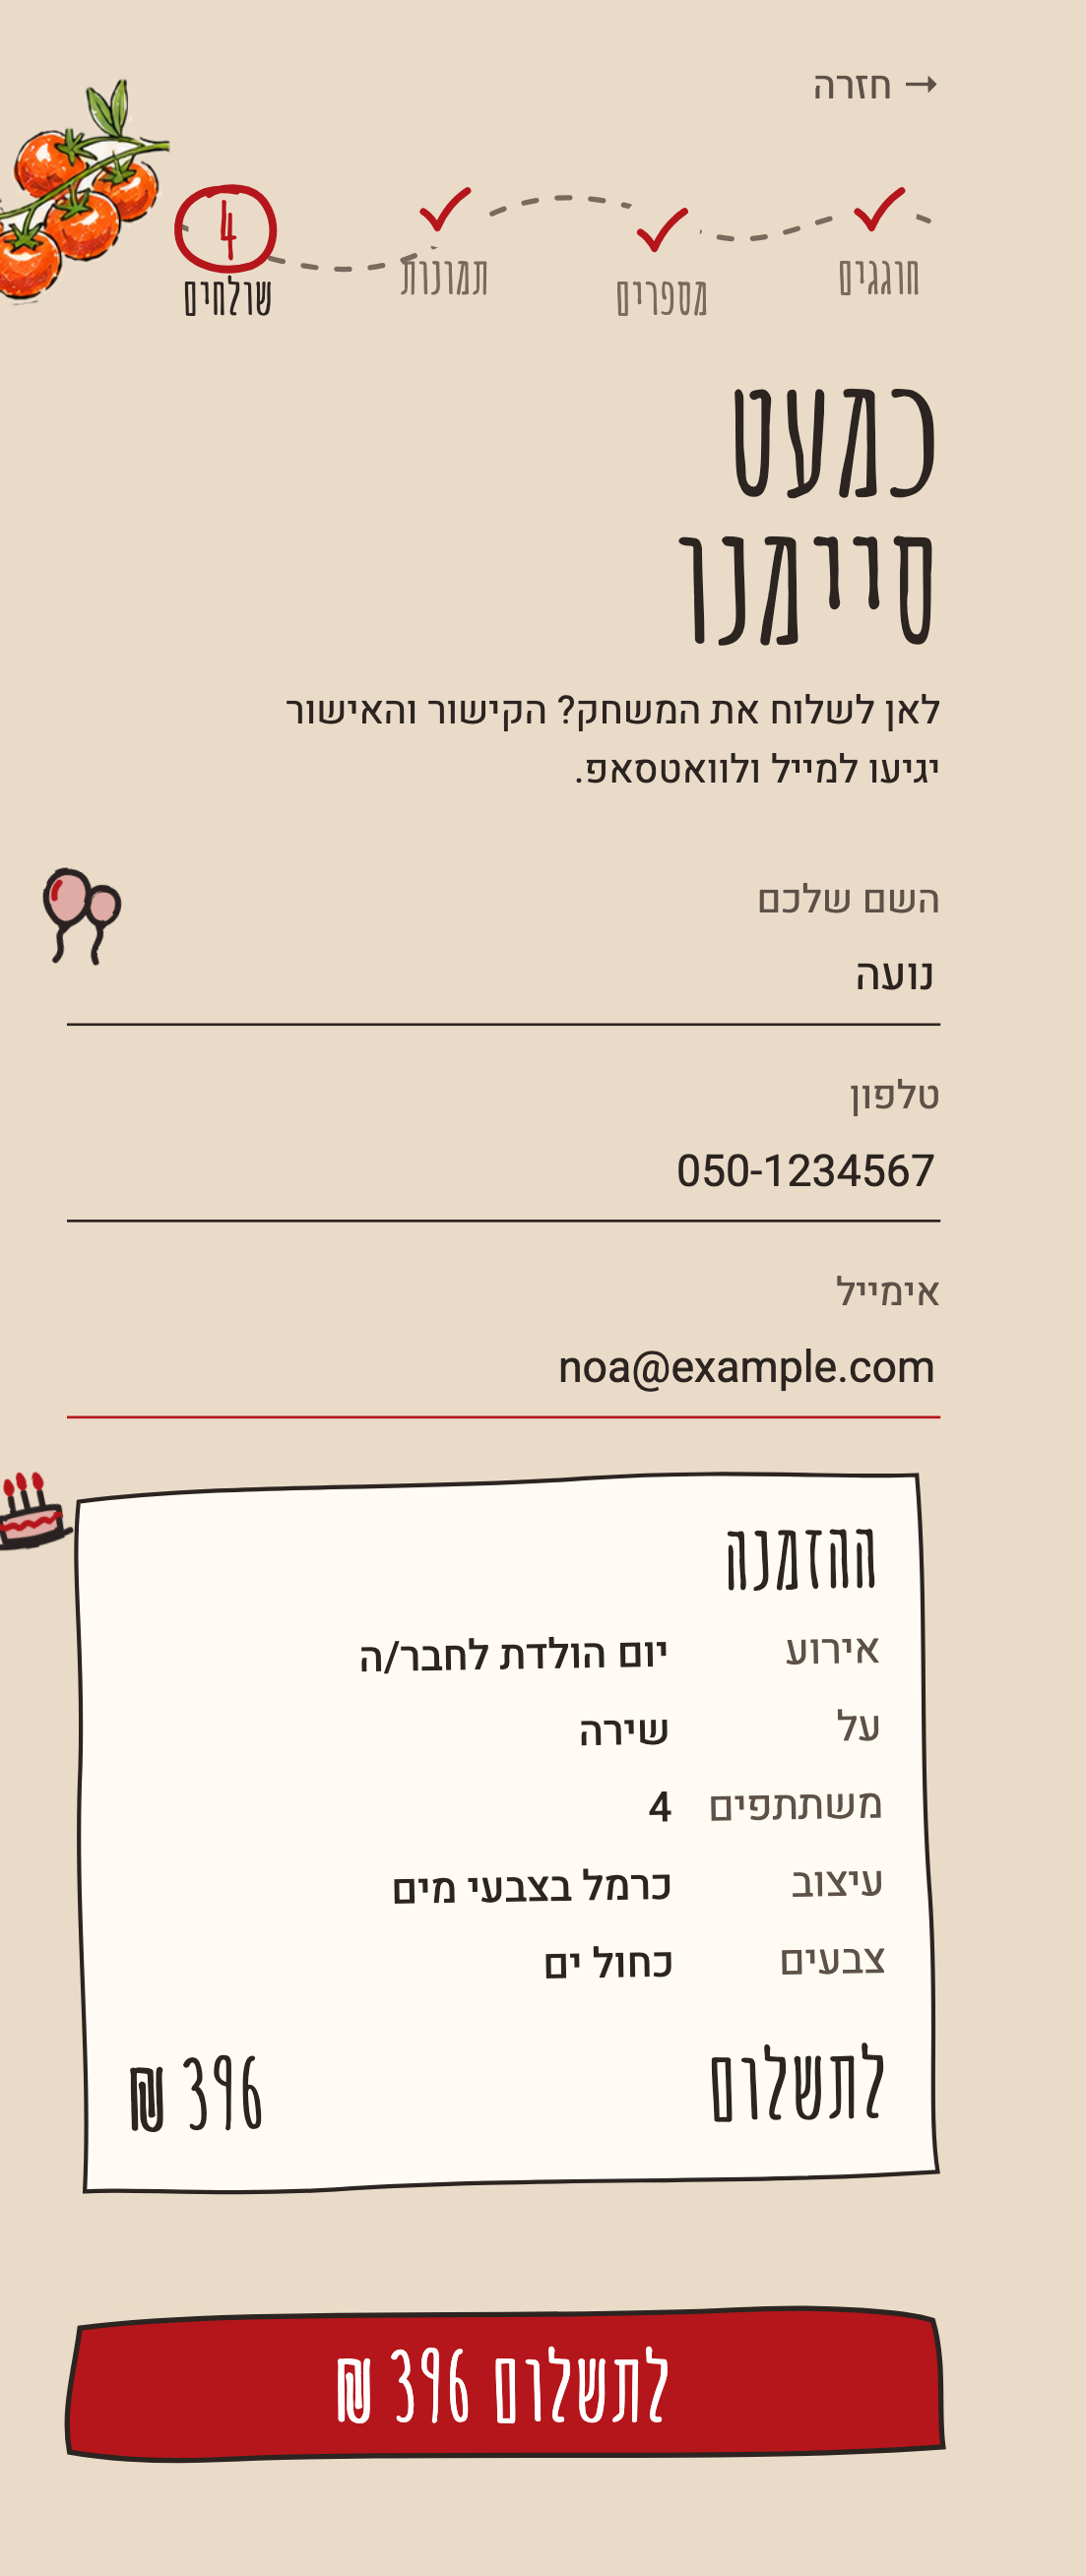 → חזרה
חוגגים
מספרים
תמונות
4
שולחים
כמעט
סיימנו
לאן לשלוח את המשחק? הקישור והאישור
יגיעו למייל ולוואטסאפ.
השם שלכם
נועה
טלפון
050-1234567
אימייל
noa@example.com
ההזמנה
אירוע יום הולדת לחבר/ה
על שירה
משתתפים 4
עיצוב כרמל בצבעי מים
צבעים כחול ים
לתשלום 396 ₪
לתשלום 396 ₪